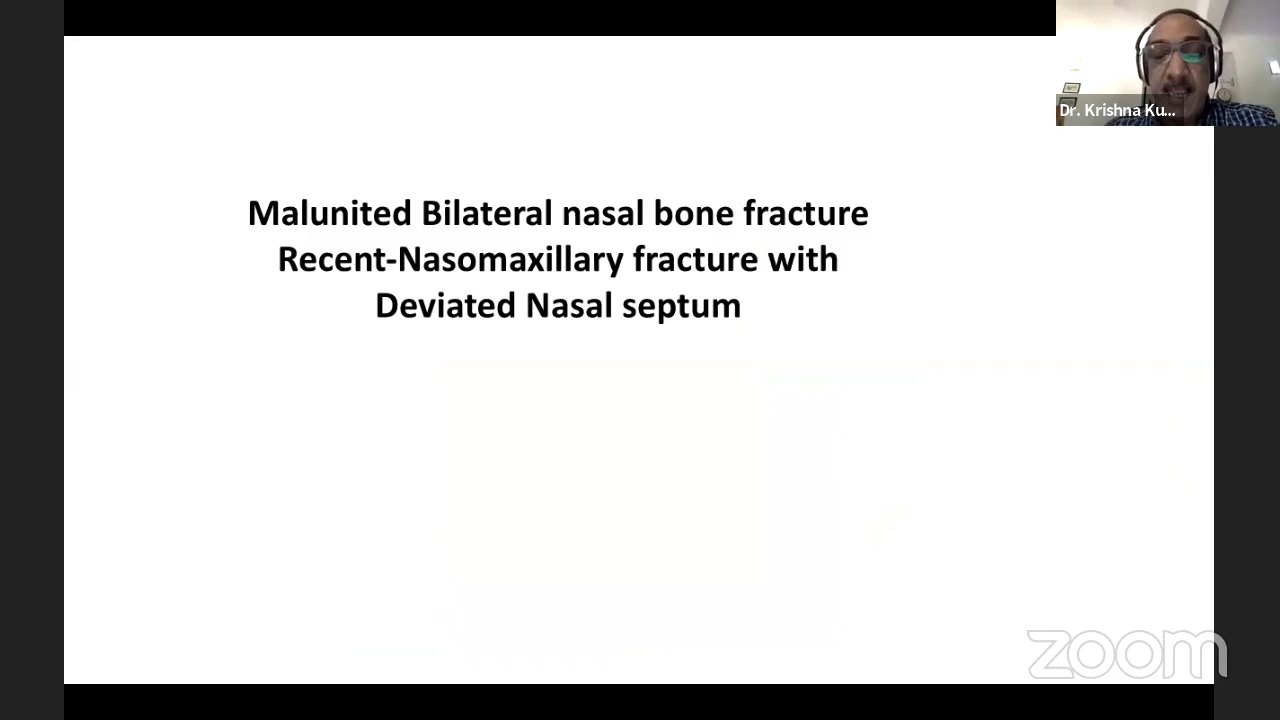 Dr. Krishna Ku...
Malunited Bilateral nasal bone fracture
Recent-Nasomaxillary fracture with
Deviated Nasal septum
zoom